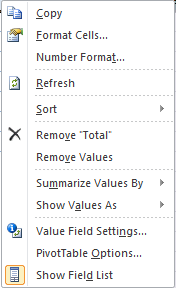 Copy
Format Cells...
Number Format...
Refresh
Sort
Remove "Total"
Remove Values
Summarize Values By
Show Values As
Value Field Settings...
PivotTable Options...
Show Field List